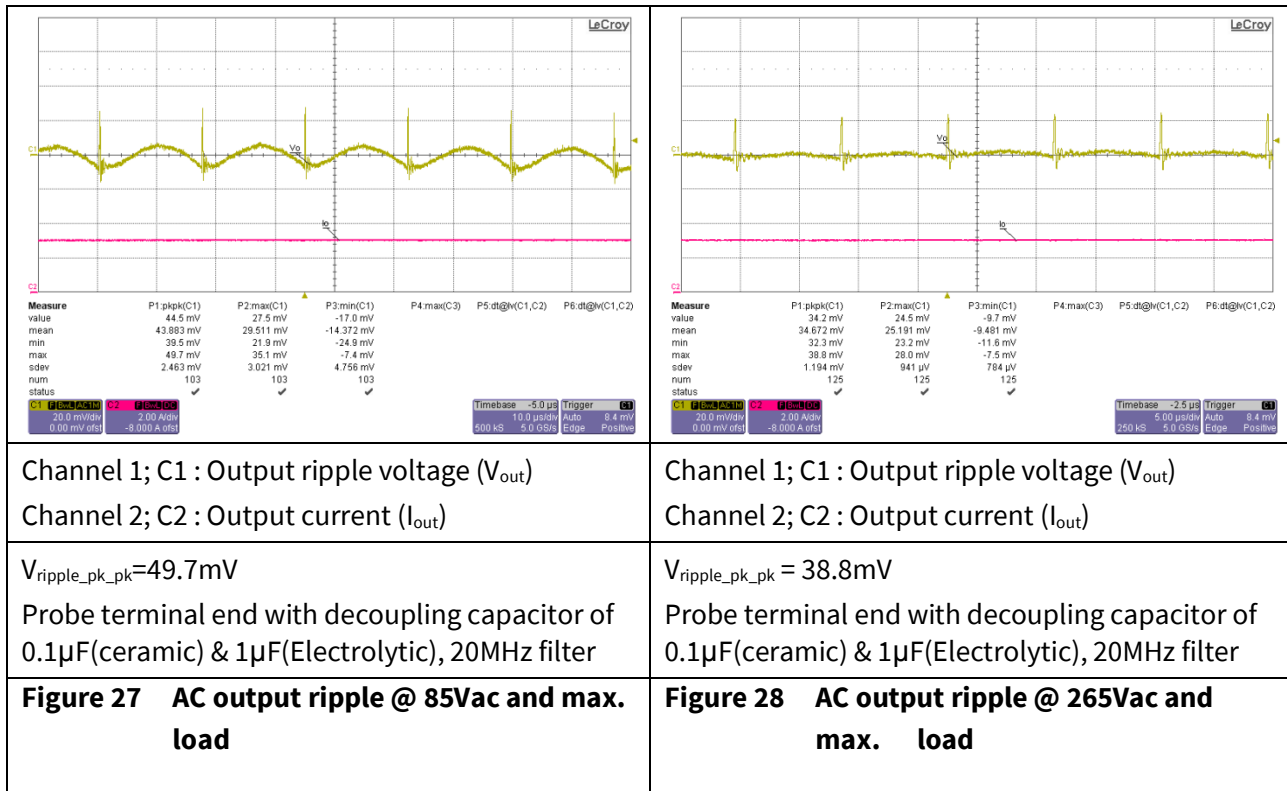 LeCroy
C1
Vo
Io
C2
Measure P1:pkpk(C1) P2:max(C1) P3:min(C1) P4:max(C3) P5:dt@lv(C1,C2) P6:dt@lv(C1,C2)
value 44.5 mV 27.5 mV -17.0 mV
mean 43.883 mV 29.511 mV -14.372 mV
min 39.5 mV 21.9 mV -24.9 mV
max 49.7 mV 35.1 mV -7.4 mV
sdev 2.463 mV 3.021 mV 4.756 mV
num 103 103 103
status ✓ ✓ ✓
C1 F BwL AC1M C2 F BwL DC Timebase -5.0 µs Trigger C1
20.0 mV/div 2.00 A/div 10.0 µs/div Auto 8.4 mV
0.00 mV ofst -8.000 A ofst 500 kS 5.0 GS/s Edge Positive
LeCroy
C1
Vo
Io
C2
Measure P1:pkpk(C1) P2:max(C1) P3:min(C1) P4:max(C3) P5:dt@lv(C1,C2) P6:dt@lv(C1,C2)
value 34.2 mV 24.5 mV -9.7 mV
mean 34.672 mV 25.191 mV -9.481 mV
min 32.3 mV 23.2 mV -11.6 mV
max 38.8 mV 28.0 mV -7.5 mV
sdev 1.194 mV 941 µV 784 µV
num 125 125 125
status ✓ ✓ ✓
C1 F BwL AC1M C2 F BwL DC Timebase -2.5 µs Trigger C1
20.0 mV/div 2.00 A/div 5.00 µs/div Auto 8.4 mV
0.00 mV ofst -8.000 A ofst 250 kS 5.0 GS/s Edge Positive
Channel 1; C1 : Output ripple voltage (Vout)
Channel 2; C2 : Output current (Iout)
Channel 1; C1 : Output ripple voltage (Vout)
Channel 2; C2 : Output current (Iout)
Vripple_pk_pk=49.7mV
Probe terminal end with decoupling capacitor of
0.1µF(ceramic) & 1µF(Electrolytic), 20MHz filter
Vripple_pk_pk = 38.8mV
Probe terminal end with decoupling capacitor of
0.1µF(ceramic) & 1µF(Electrolytic), 20MHz filter
Figure 27 AC output ripple @ 85Vac and max.
load
Figure 28 AC output ripple @ 265Vac and
max. load